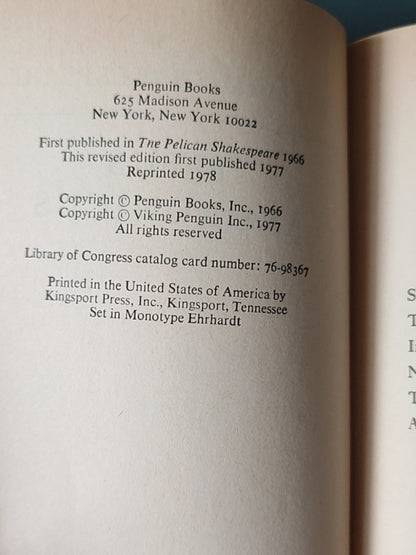 Penguin Books
625 Madison Avenue
New York, New York 10022
First published in The Pelican Shakespeare 1966
This revised edition first published 1977
Reprinted 1978
Copyright © Penguin Books, Inc., 1966
Copyright © Viking Penguin Inc., 1977
All rights reserved
Library of Congress catalog card number: 76-98367
Printed in the United States of America by
Kingsport Press, Inc., Kingsport, Tennessee
Set in Monotype Ehrhardt